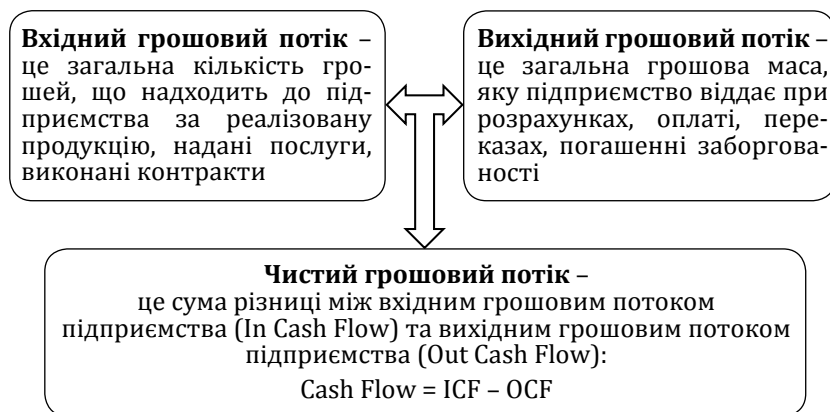 Вхідний грошовий потік –
це загальна кількість гро-
шей, що надходить до під-
приємства за реалізовану
продукцію, надані послуги,
виконані контракти
Вихідний грошовий потік –
це загальна грошова маса,
яку підприємство віддає при
розрахунках, оплаті, пере-
казах, погашенні заборгова-
ності
Чистий грошовий потік –
це сума різниці між вхідним грошовим потоком
підприємства (In Cash Flow) та вихідним грошовим потоком
підприємства (Out Cash Flow):
Cash Flow = ICF – OCF